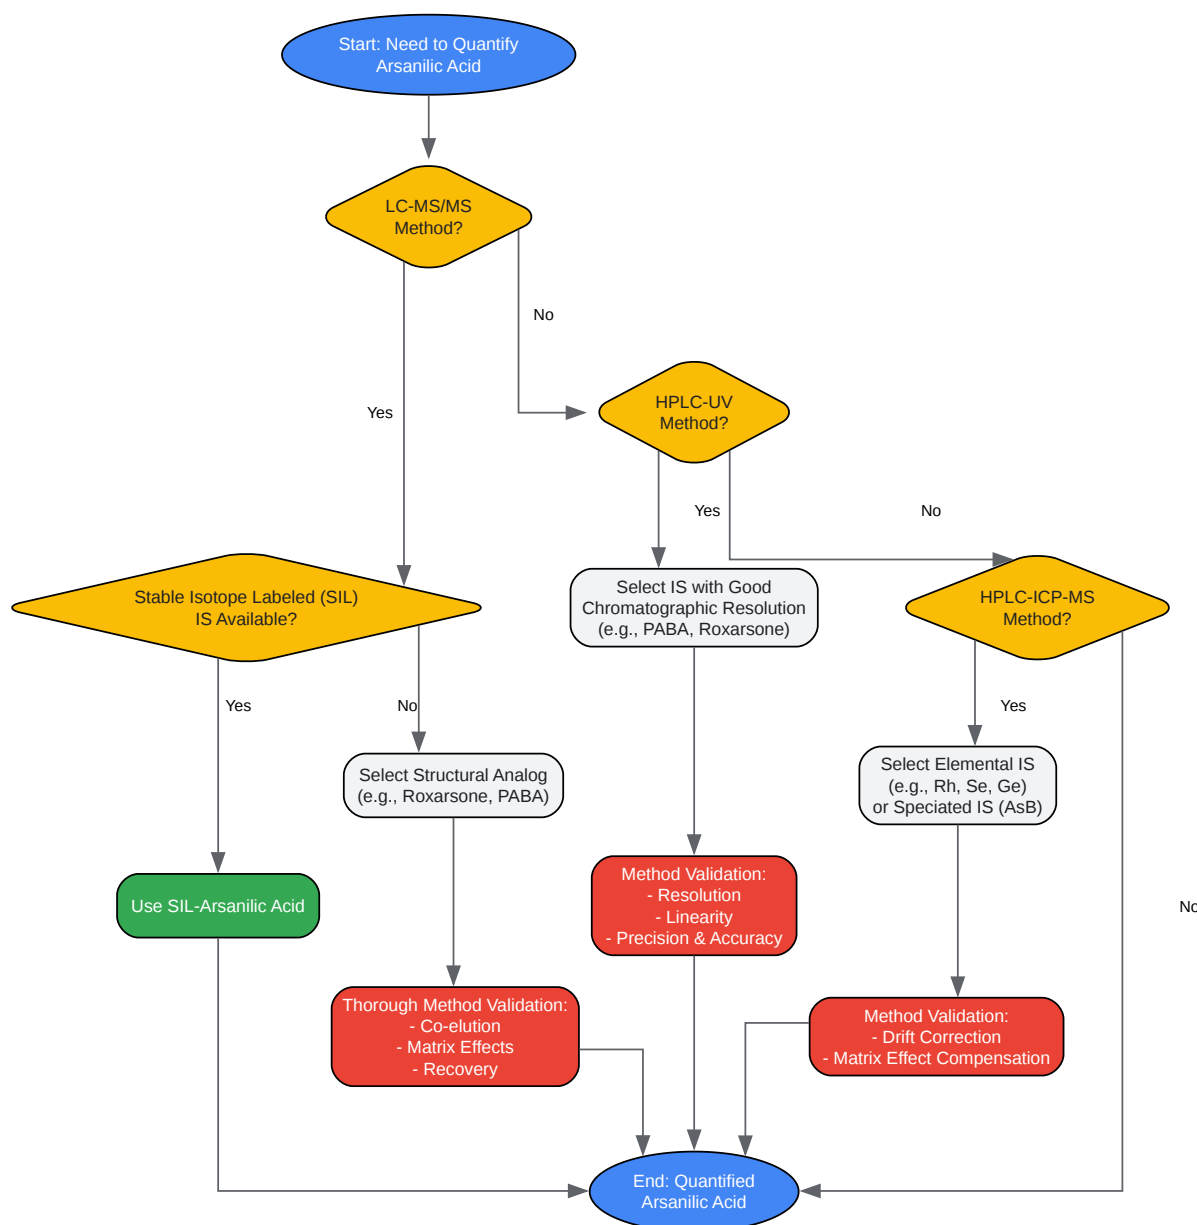 Start: Need to Quantify
Arsanilic Acid
LC-MS/MS
Method?
No
Yes
HPLC-UV
Method?
Yes
No
Stable Isotope Labeled (SIL)
IS Available?
Select IS with Good
Chromatographic Resolution
(e.g., PABA, Roxarsone)
HPLC-ICP-MS
Method?
Yes
No
Yes
Select Structural Analog
(e.g., Roxarsone, PABA)
Select Elemental IS
(e.g., Rh, Se, Ge)
or Speciated IS (AsB)
Use SIL-Arsanilic Acid
Method Validation:
- Resolution
- Linearity
- Precision & Accuracy
No
Thorough Method Validation:
- Co-elution
- Matrix Effects
- Recovery
Method Validation:
- Drift Correction
- Matrix Effect Compensation
End: Quantified
Arsanilic Acid